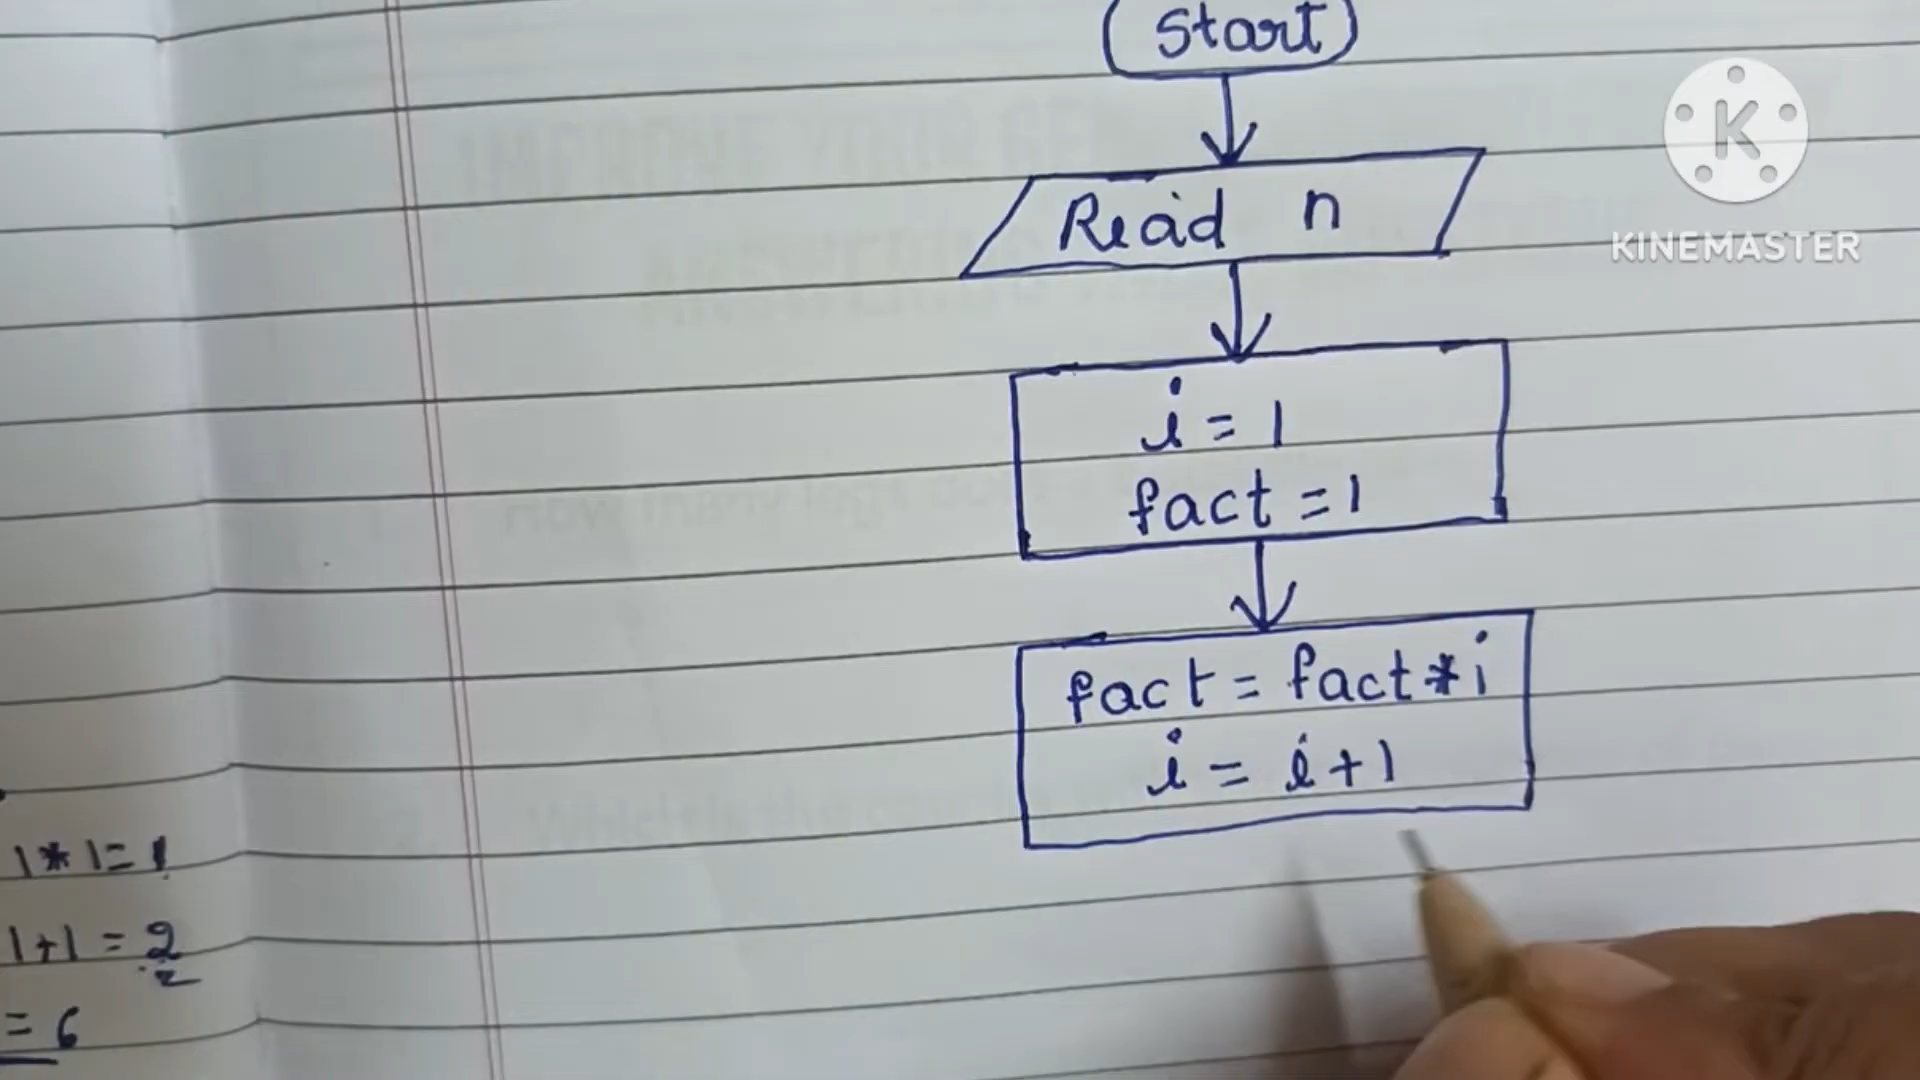 Start
K
KINEMASTER
Read n
i = 1
fact = 1
fact = fact * i
i = i + 1
1 * 1 = 1
1 + 1 = 2
= 6